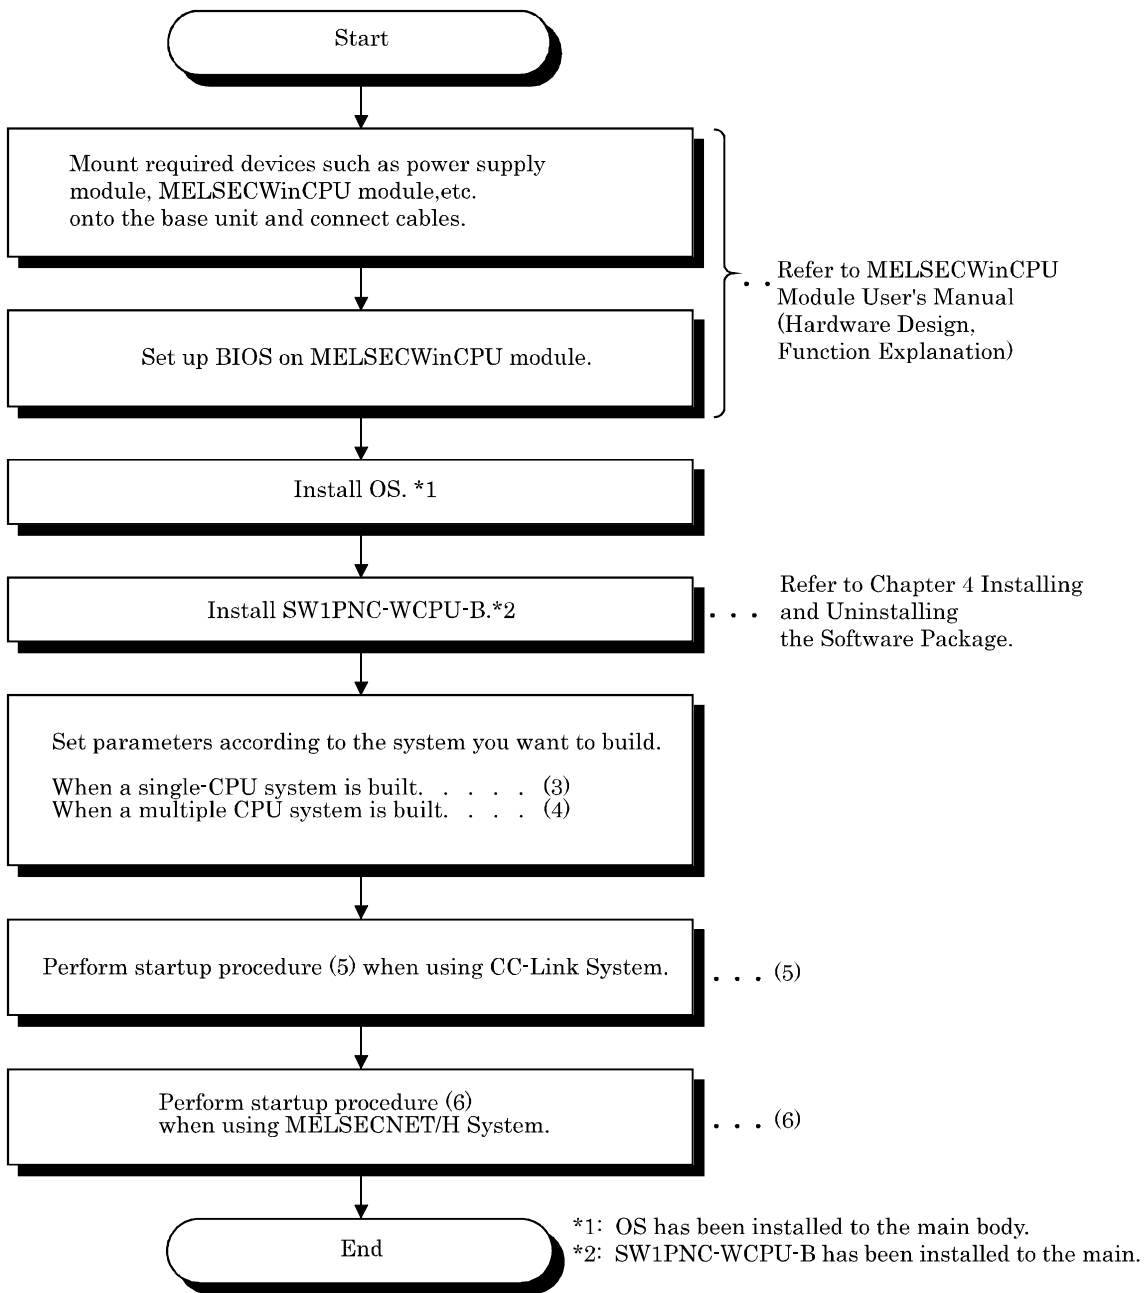 Start
Mount required devices such as power supply
module, MELSECWinCPU module,etc.
onto the base unit and connect cables.
. . Refer to MELSECWinCPU
Module User's Manual
(Hardware Design,
Function Explanation)
Set up BIOS on MELSECWinCPU module.
Install OS. *1
Install SW1PNC-WCPU-B.*2
. . . Refer to Chapter 4 Installing
and Uninstalling
the Software Package.
Set parameters according to the system you want to build.
When a single-CPU system is built. . . . . (3)
When a multiple CPU system is built. . . . (4)
Perform startup procedure (5) when using CC-Link System.
. . . (5)
Perform startup procedure (6)
when using MELSECNET/H System.
. . . (6)
End
*1: OS has been installed to the main body.
*2: SW1PNC-WCPU-B has been installed to the main.